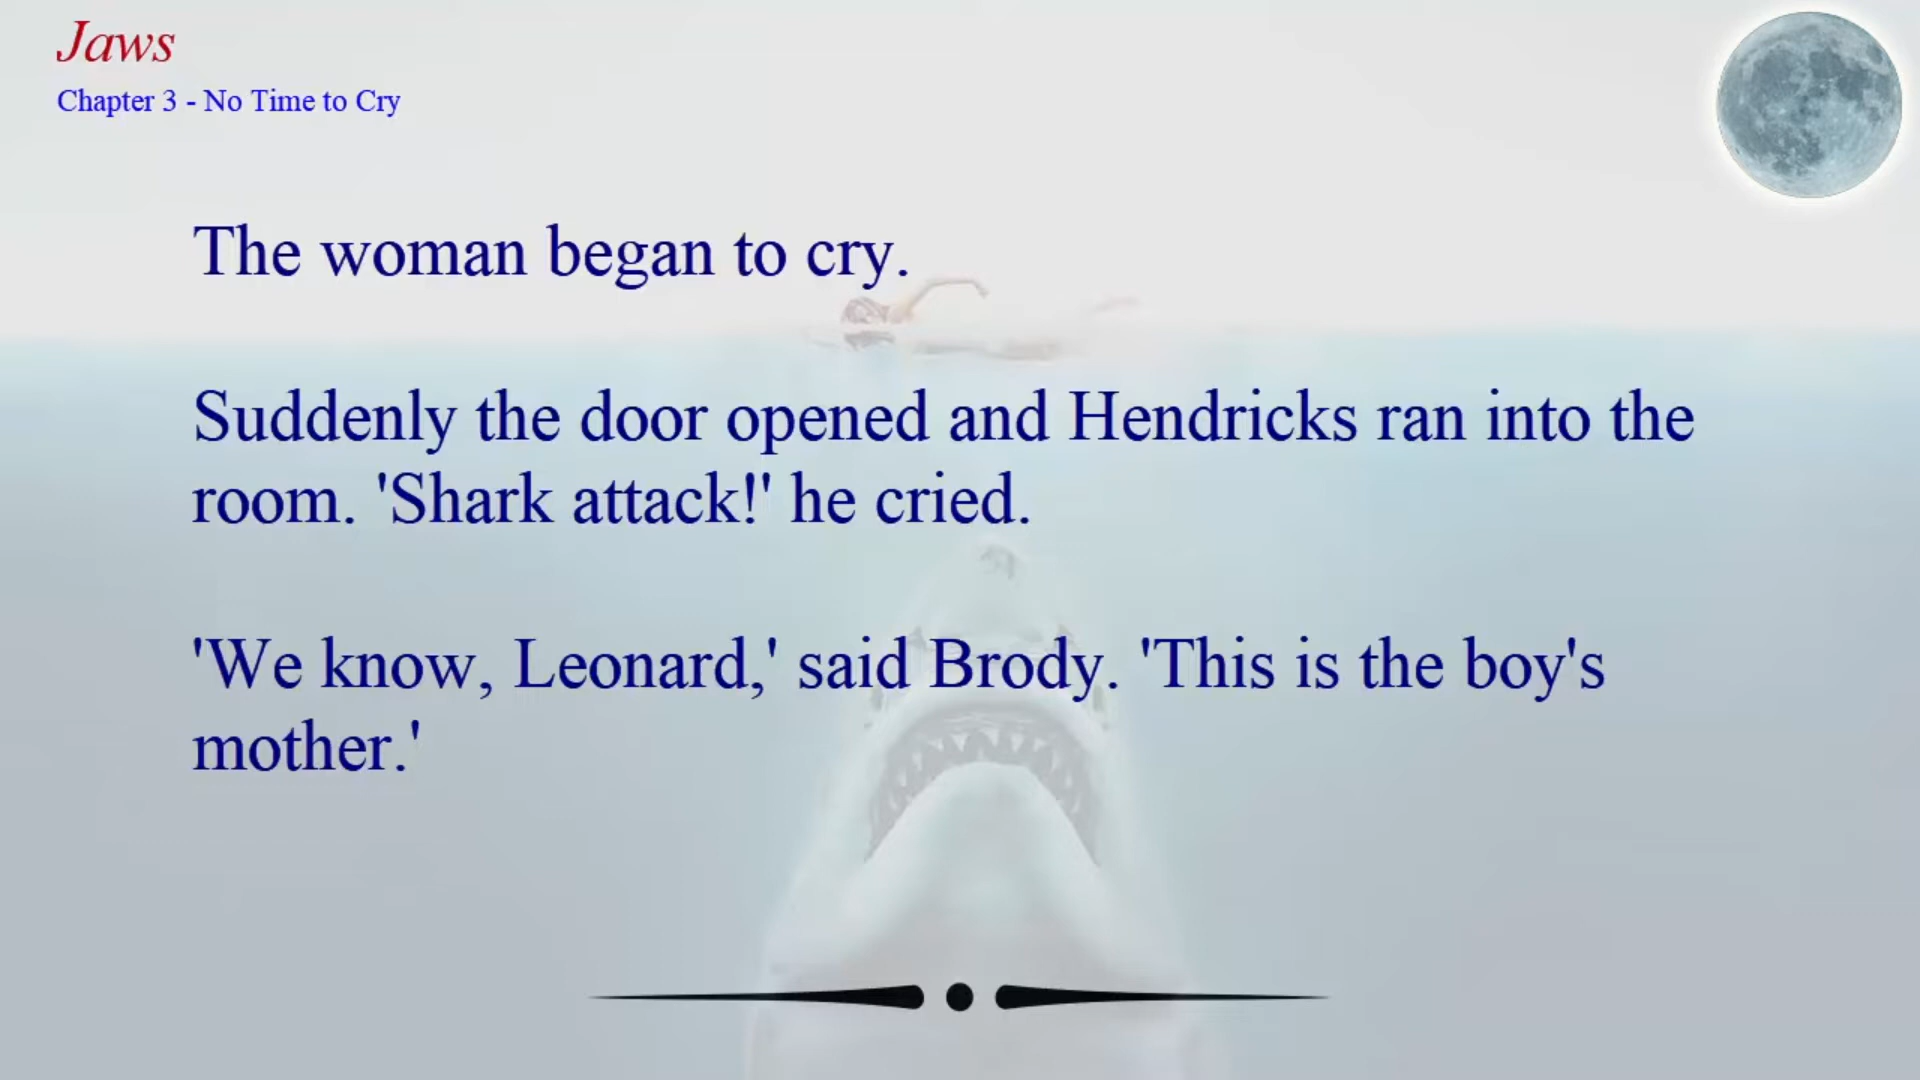 Jaws
Chapter 3 - No Time to Cry
The woman began to cry.
Suddenly the door opened and Hendricks ran into the
room. 'Shark attack!' he cried.
'We know, Leonard,' said Brody. 'This is the boy's
mother.'